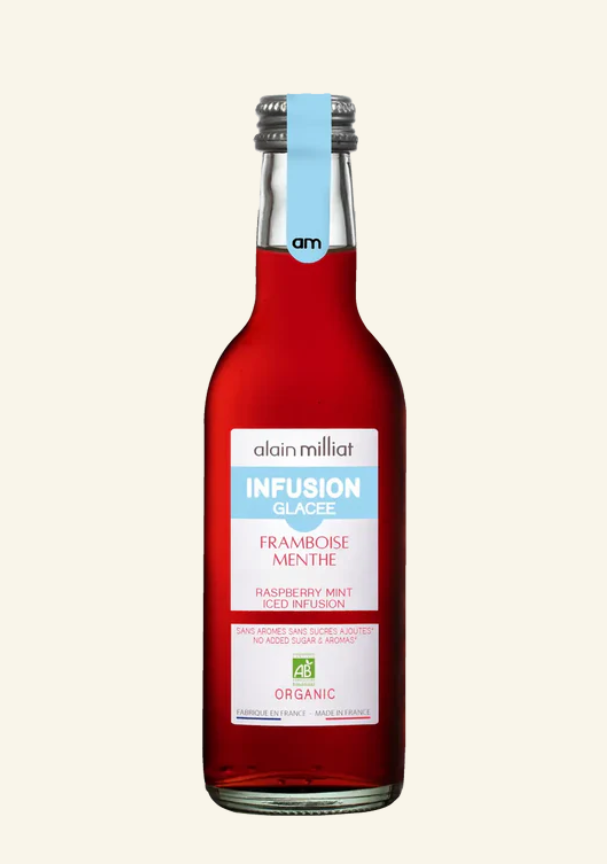 am
alain milliat
INFUSION
GLACEE
FRAMBOISE
MENTHE
RASPBERRY MINT
ICED INFUSION
SANS AROMES SANS SUCRES AJOUTES*
NO ADDED SUGAR & AROMAS*
AB
ORGANIC
FABRIQUE EN FRANCE - MADE IN FRANCE